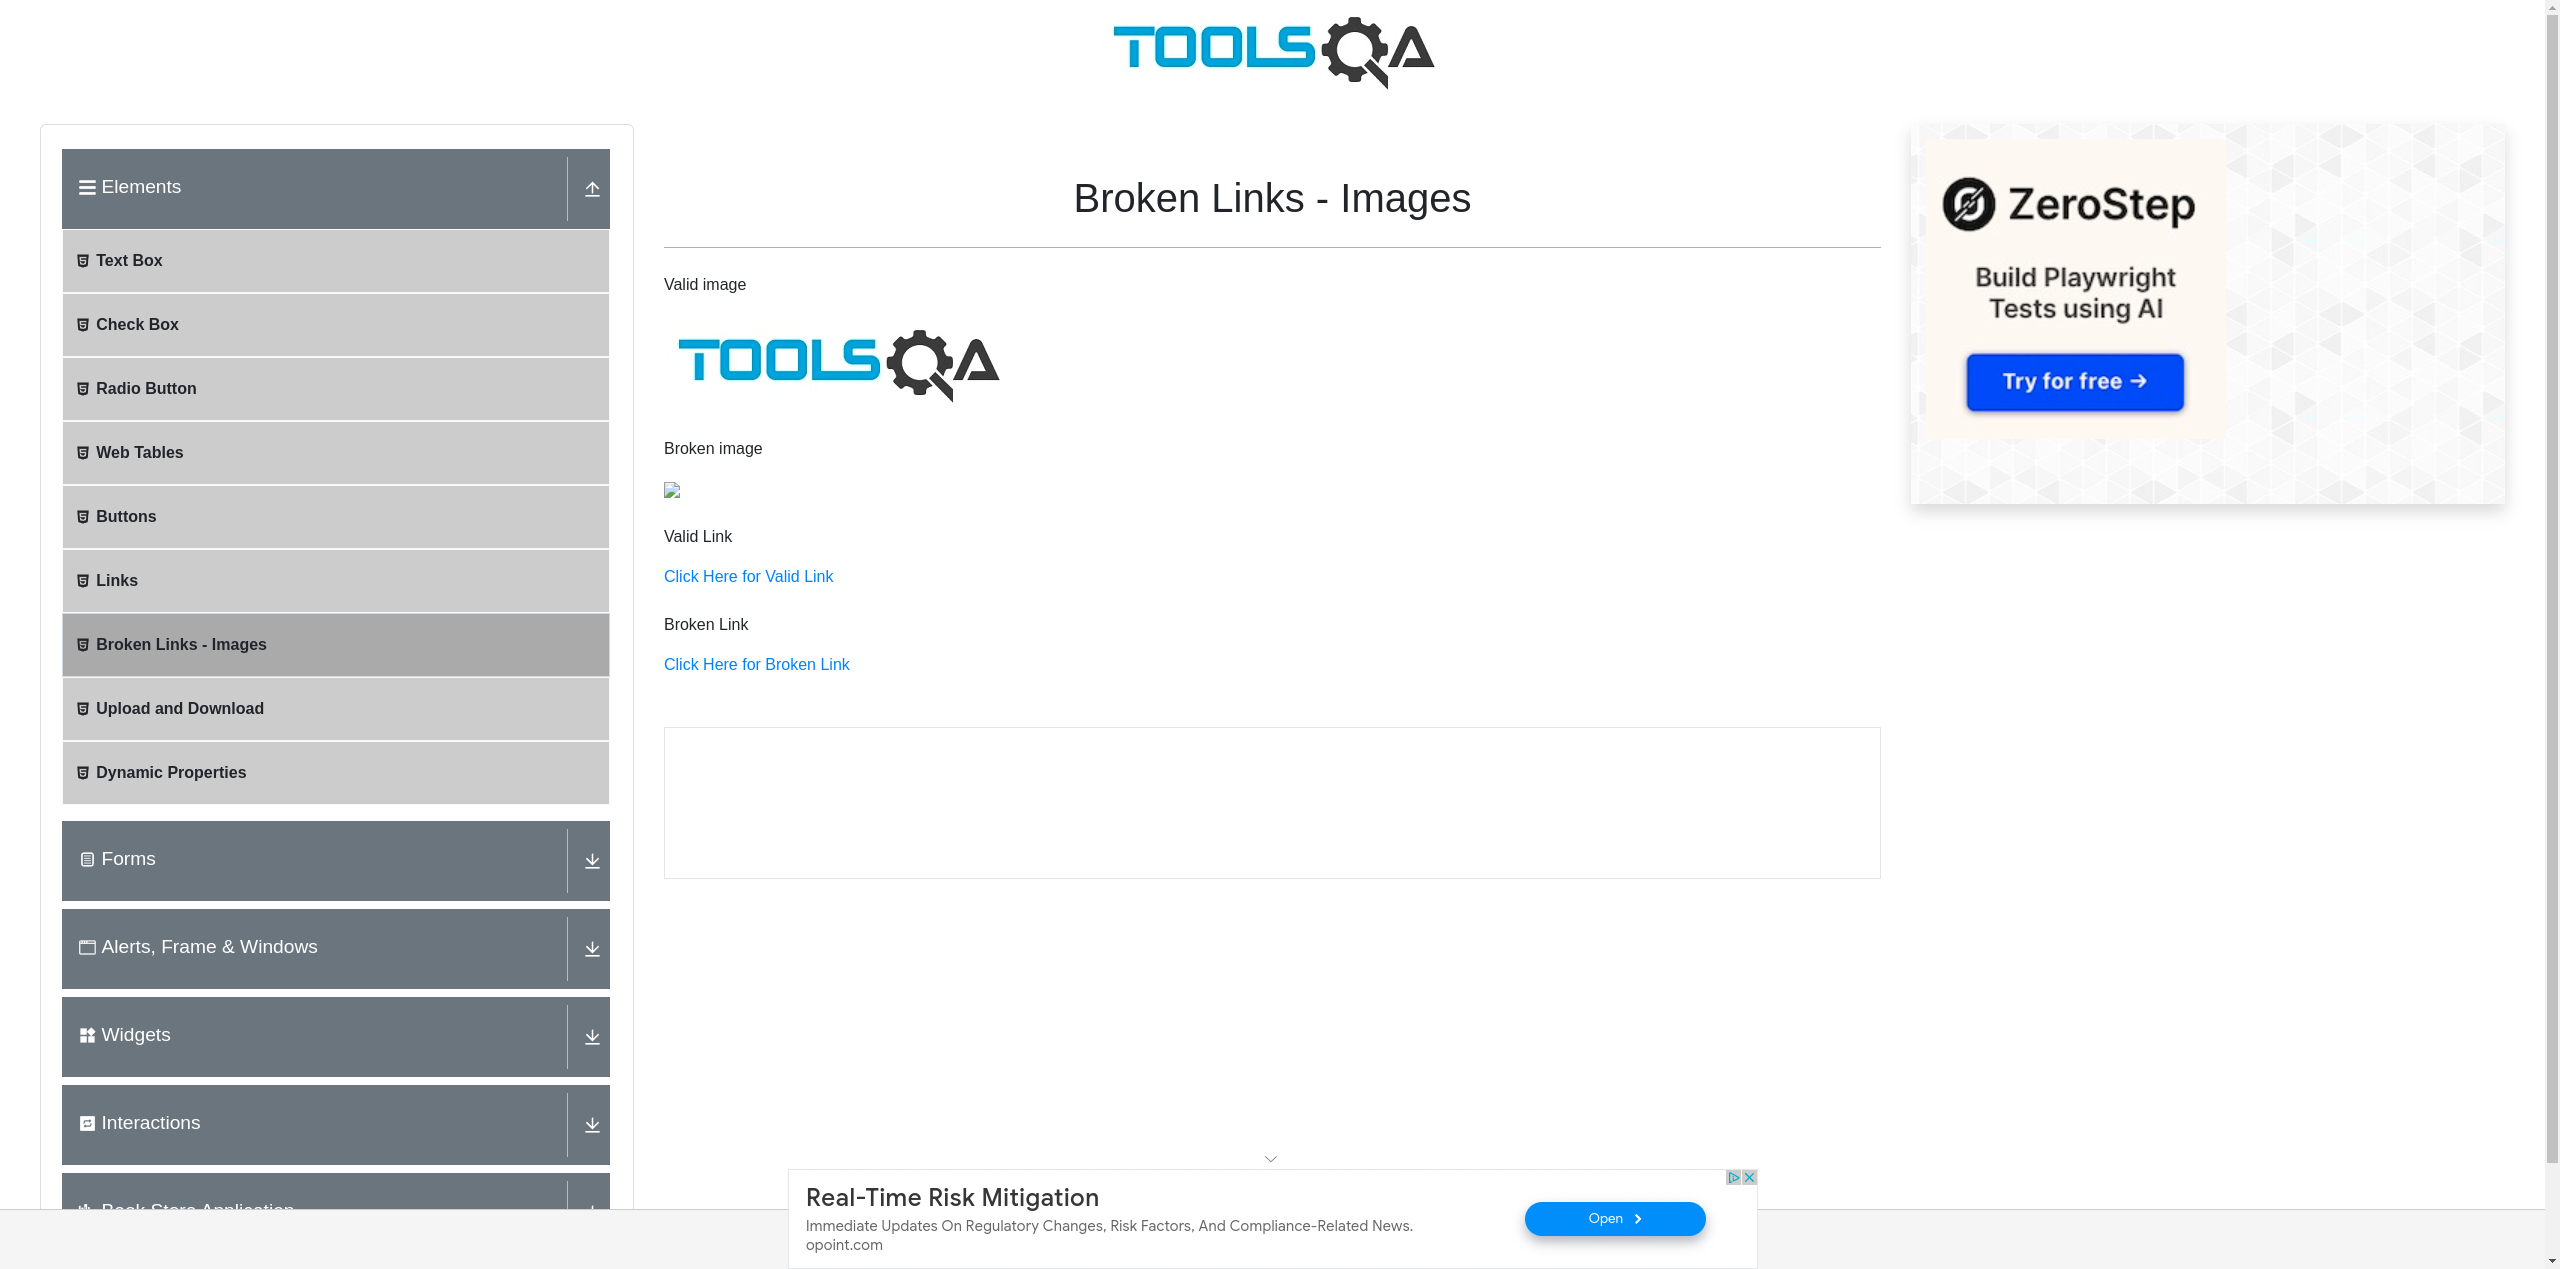 TOOLSQA
Elements
Text Box
Check Box
Radio Button
Web Tables
Buttons
Links
Broken Links - Images
Upload and Download
Dynamic Properties
Forms
Alerts, Frame & Windows
Widgets
Interactions
Book Store Application
Broken Links - Images
Valid image
TOOLSQA
Broken image
Valid Link
Click Here for Valid Link
Broken Link
Click Here for Broken Link
ZeroStep
Build Playwright
Tests using AI
Try for free →
Real-Time Risk Mitigation
Immediate Updates On Regulatory Changes, Risk Factors, And Compliance-Related News.
opoint.com
Open